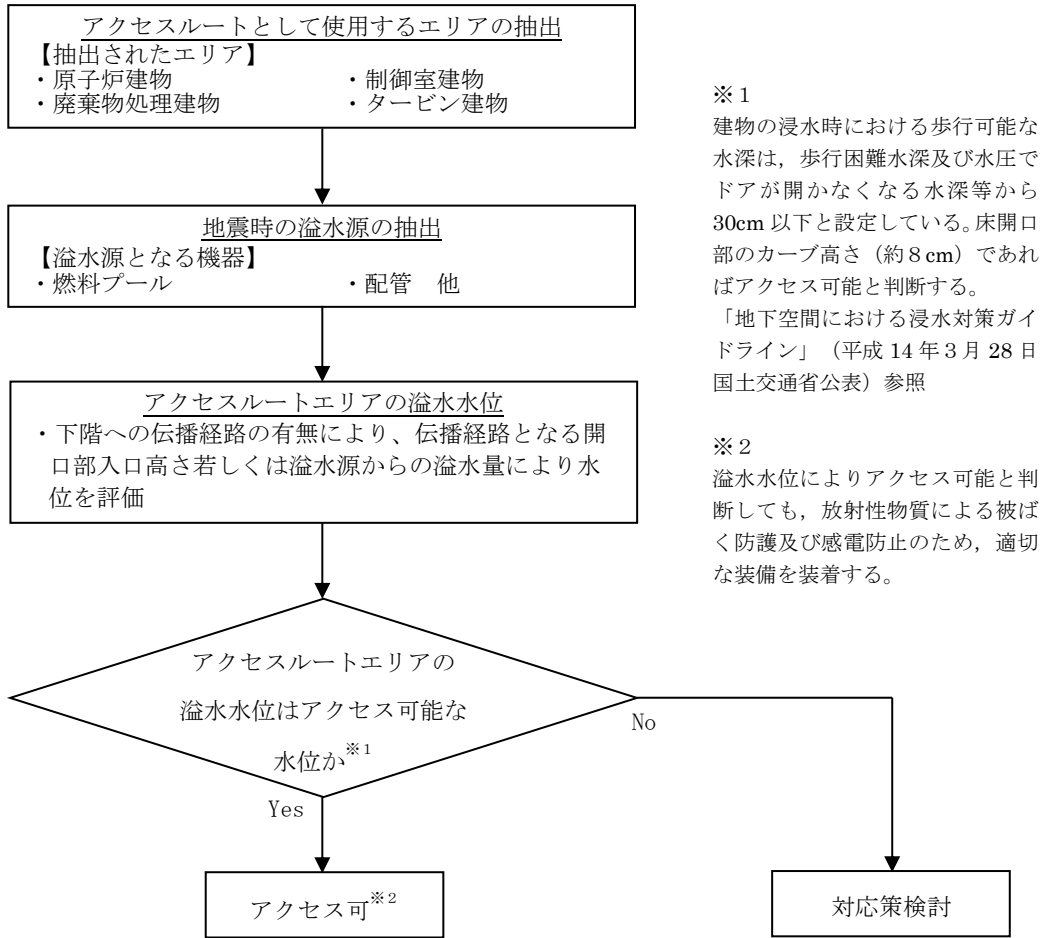 アクセスルートとして使用するエリアの抽出
【抽出されたエリア】
・原子炉建物 ・制御室建物
・廃棄物処理建物 ・タービン建物
地震時の溢水源の抽出
【溢水源となる機器】
・燃料プール ・配管 他
アクセスルートエリアの溢水水位
・下階への伝播経路の有無により、伝播経路となる開
口部入口高さ若しくは溢水源からの溢水量により水
位を評価
アクセスルートエリアの
溢水水位はアクセス可能な
水位か※1
No
Yes
アクセス可※2
対応策検討
※1
建物の浸水時における歩行可能な
水深は，歩行困難水深及び水圧で
ドアが開かなくなる水深等から
30cm 以下と設定している。床開口
部のカーブ高さ（約８cm）であれ
ばアクセス可能と判断する。
「地下空間における浸水対策ガイ
ドライン」（平成 14 年３月 28 日
国土交通省公表）参照
※２
溢水水位によりアクセス可能と判
断しても，放射性物質による被ば
く防護及び感電防止のため，適切
な装備を装着する。